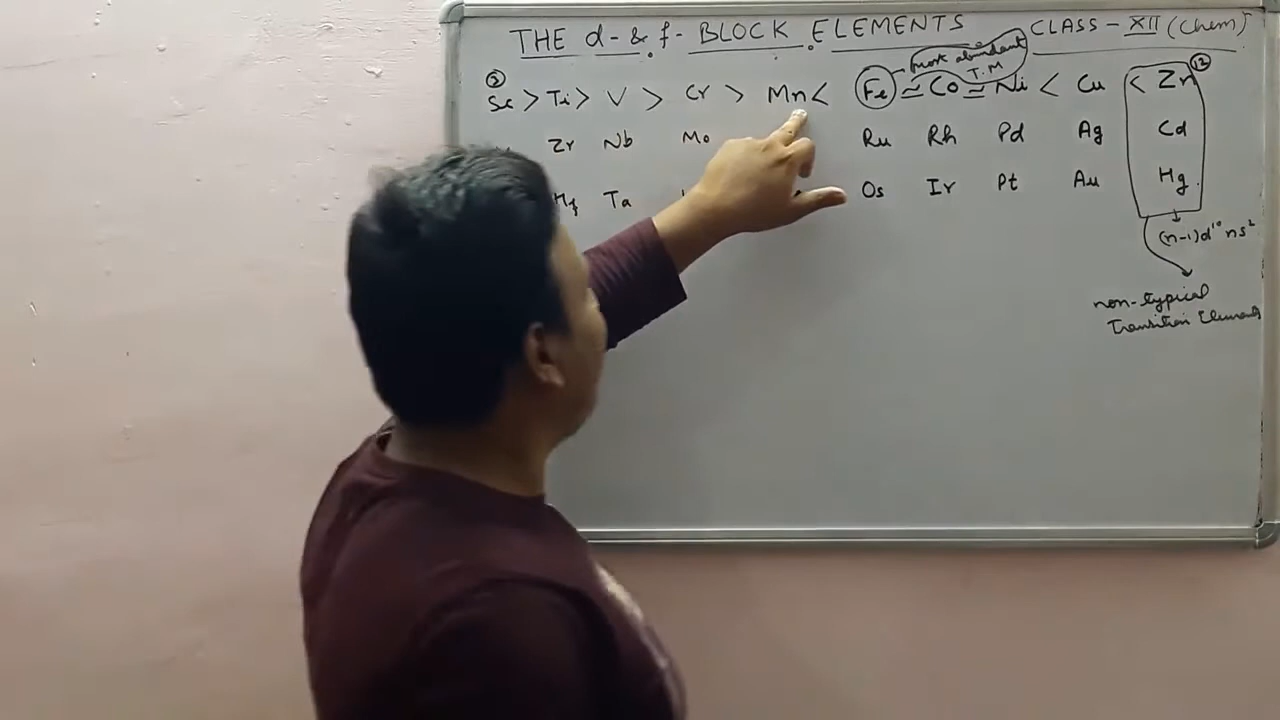 THE d- & f- BLOCK ELEMENTS CLASS - XII (Chem)
most abundant
T.M
③ ⑫
Sc > Ti > V > Cr > Mn < Fe ≃ Co ≃ Ni < Cu < Zn
Zr Nb Mo Ru Rh Pd Ag Cd
Hf Ta Os Ir Pt Au Hg
(n-1)d¹⁰ ns²
non-typical
Transition Elements